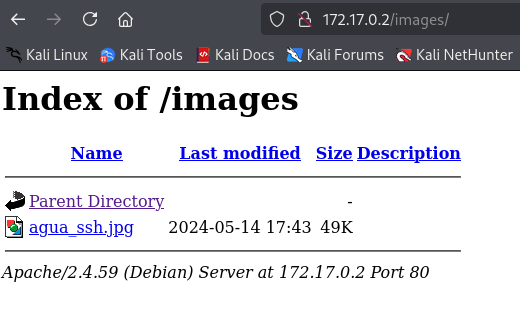 172.17.0.2/images/
Kali Linux Kali Tools Kali Docs Kali Forums Kali NetHunter
Index of /images
Name Last modified Size Description
Parent Directory -
agua_ssh.jpg 2024-05-14 17:43 49K
Apache/2.4.59 (Debian) Server at 172.17.0.2 Port 80